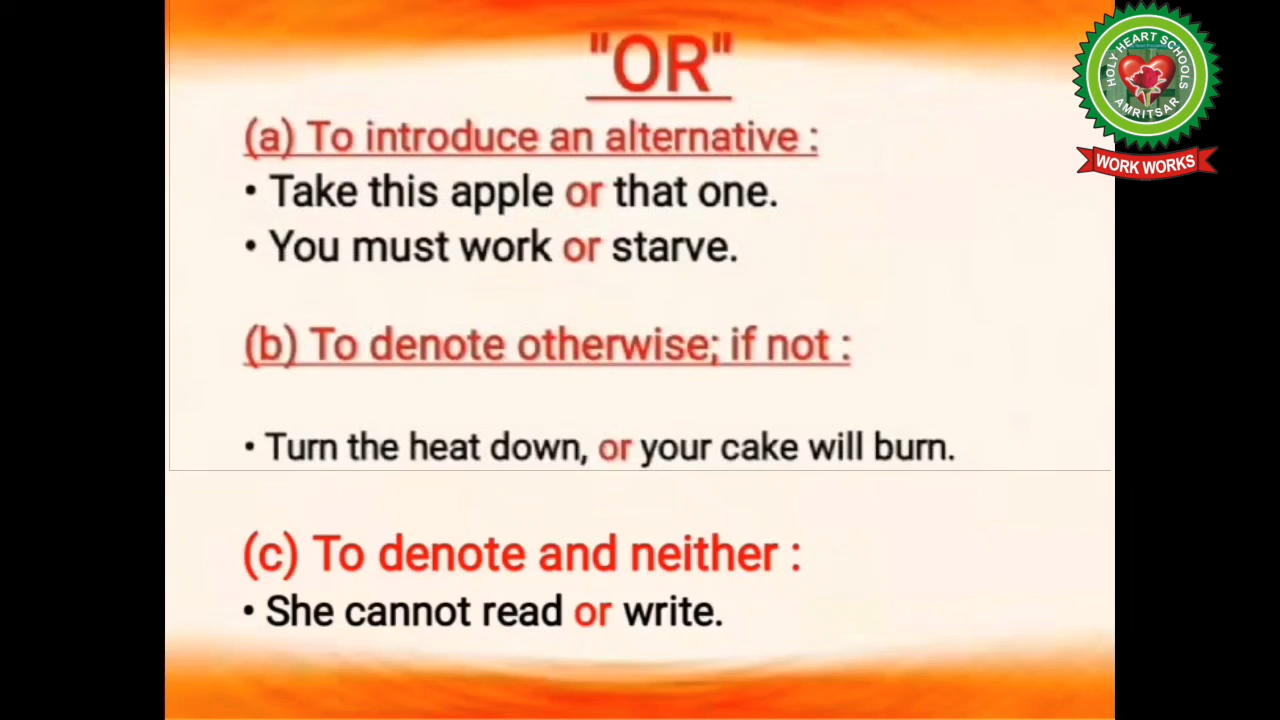 "OR"
(a) To introduce an alternative :
• Take this apple or that one.
• You must work or starve.
(b) To denote otherwise; if not :
• Turn the heat down, or your cake will burn.
(c) To denote and neither :
• She cannot read or write.
HOLY HEART SCHOOLS
AMRITSAR
WORK WORKS